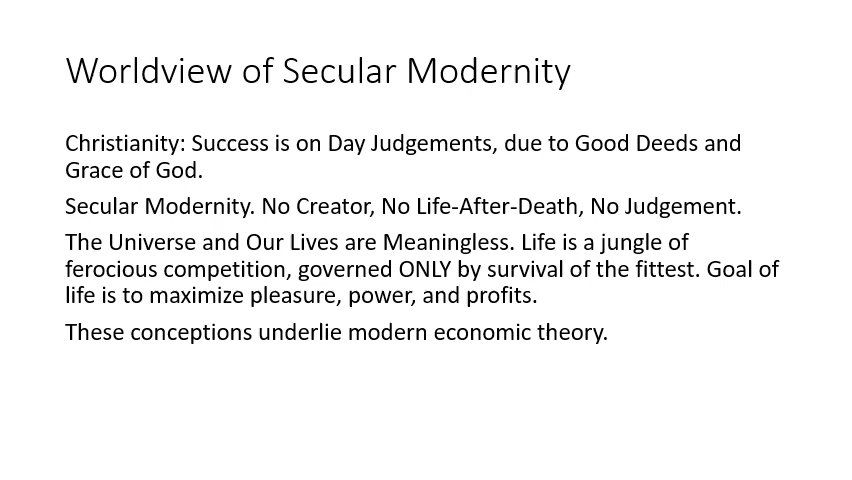 Worldview of Secular Modernity
Christianity: Success is on Day Judgements, due to Good Deeds and
Grace of God.
Secular Modernity. No Creator, No Life-After-Death, No Judgement.
The Universe and Our Lives are Meaningless. Life is a jungle of
ferocious competition, governed ONLY by survival of the fittest. Goal of
life is to maximize pleasure, power, and profits.
These conceptions underlie modern economic theory.